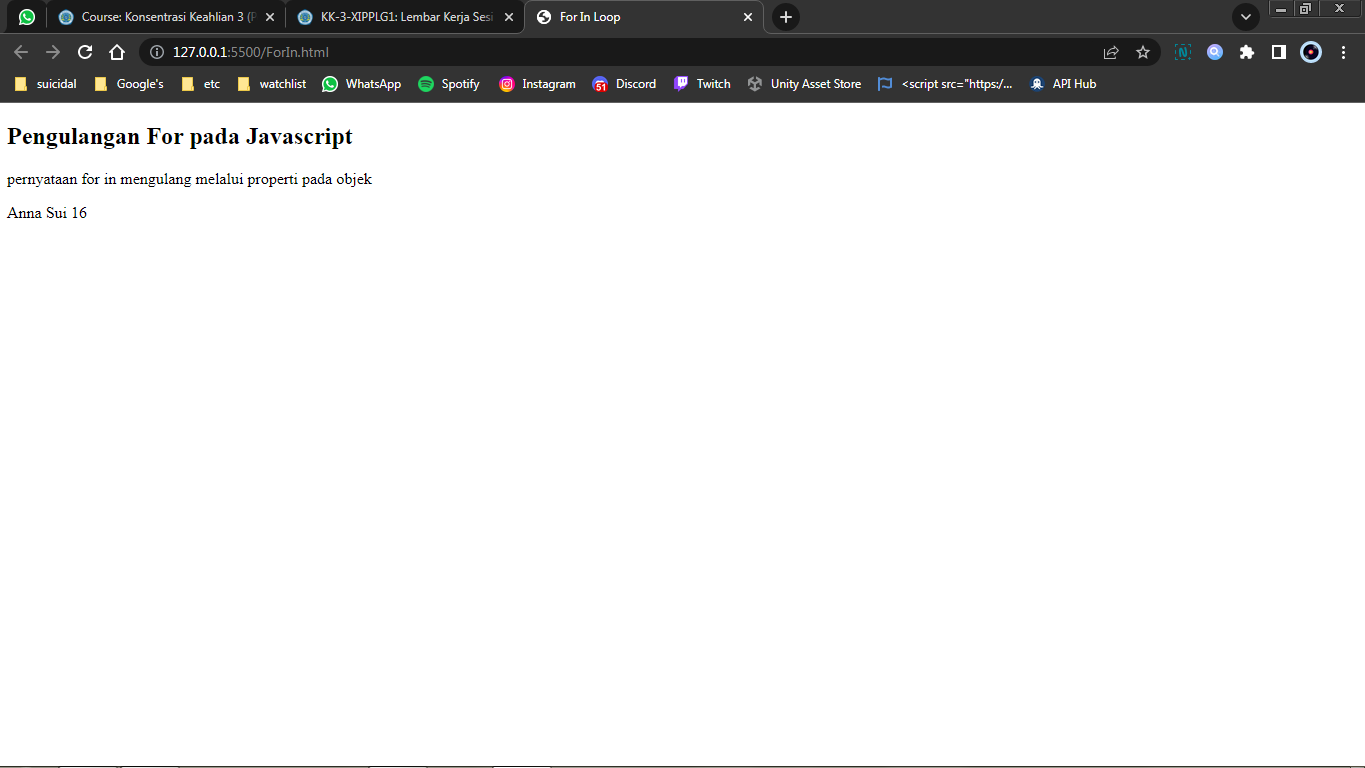 Course: Konsentrasi Keahlian 3 (P
KK-3-XIPPLG1: Lembar Kerja Sesi
For In Loop
127.0.0.1:5500/ForIn.html
suicidal Google's etc watchlist WhatsApp Spotify Instagram 51 Discord Twitch Unity Asset Store <script src="https:/... API Hub
Pengulangan For pada Javascript
pernyataan for in mengulang melalui properti pada objek
Anna Sui 16